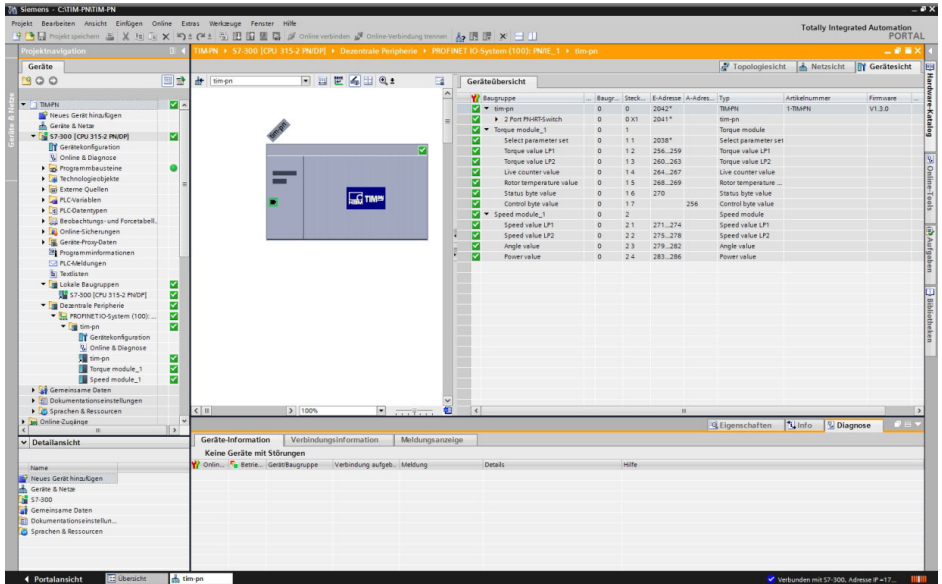 Siemens - C:\TIM-PN\TIM-PN
Projekt Bearbeiten Ansicht Einfügen Online Extras Werkzeuge Fenster Hilfe
Totally Integrated Automation
PORTAL
Projekt speichern
Online verbinden
Online-Verbindung trennen
Projektnavigation
TIM-PN ▸ S7-300 [CPU 315-2 PN/DP] ▸ Dezentrale Peripherie ▸ PROFINET IO-System (100): PN/IE_1 ▸ tim-pn
Geräte
Topologiesicht Netzsicht Gerätesicht
tim-pn
Geräteübersicht
Baugruppe ... Baugr... Steck... E-Adresse A-Adres... Typ Artikelnummer Firmware
tim-pn 0 0 2042* TIM-PN 1-TIM-PN V1.3.0
2 Port PN-IRT-Switch 0 0 X1 2041* tim-pn
Torque module_1 0 1 Torque module
Select parameter set 0 1 1 2038* Select parameter set
Torque value LP1 0 1 2 256...259 Torque value LP1
Torque value LP2 0 1 3 260...263 Torque value LP2
Live counter value 0 1 4 264...267 Live counter value
Rotor temperature value 0 1 5 268...269 Rotor temperature ...
Status byte value 0 1 6 270 Status byte value
Control byte value 0 1 7 256 Control byte value
Speed module_1 0 2 Speed module
Speed value LP1 0 2 1 271...274 Speed value LP1
Speed value LP2 0 2 2 275...278 Speed value LP2
Angle value 0 2 3 279...282 Angle value
Power value 0 2 4 283...286 Power value
TIMPN
Neues Gerät hinzufügen
Geräte & Netze
S7-300 [CPU 315-2 PN/DP]
Gerätekonfiguration
Online & Diagnose
Programmbausteine
Technologieobjekte
Externe Quellen
PLC-Variablen
PLC-Datentypen
Beobachtungs- und Forcetabell...
Online-Sicherungen
Geräte-Proxy-Daten
Programminformationen
PLC-Meldungen
Textlisten
Lokale Baugruppen
S7-300 [CPU 315-2 PN/DP]
Dezentrale Peripherie
PROFINET IO-System (100): ...
tim-pn
Gerätekonfiguration
Online & Diagnose
tim-pn
Torque module_1
Speed module_1
Gemeinsame Daten
Dokumentationseinstellungen
Sprachen & Ressourcen
Online-Zugänge
tim-pn
TIM
100%
Geräte & Netze
Hardware-Katalog
Online-Tools
Aufgaben
Bibliotheken
Eigenschaften Info Diagnose
Detailansicht
Name
Neues Gerät hinzufügen
Geräte & Netze
S7-300
Gemeinsame Daten
Dokumentationseinstellun...
Sprachen & Ressourcen
Geräte-Information Verbindungsinformation Meldungsanzeige
Keine Geräte mit Störungen
Onlin... Betrie... Gerät/Baugruppe Verbindung aufgeb... Meldung Details Hilfe
Portalansicht Übersicht tim-pn
Verbunden mit S7-300, Adresse IP =17...